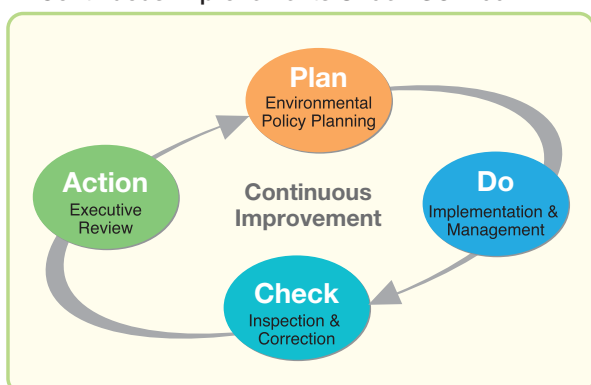 Plan
Environmental
Policy Planning
Do
Implementation &
Management
Check
Inspection &
Correction
Action
Executive
Review
Continuous
Improvement